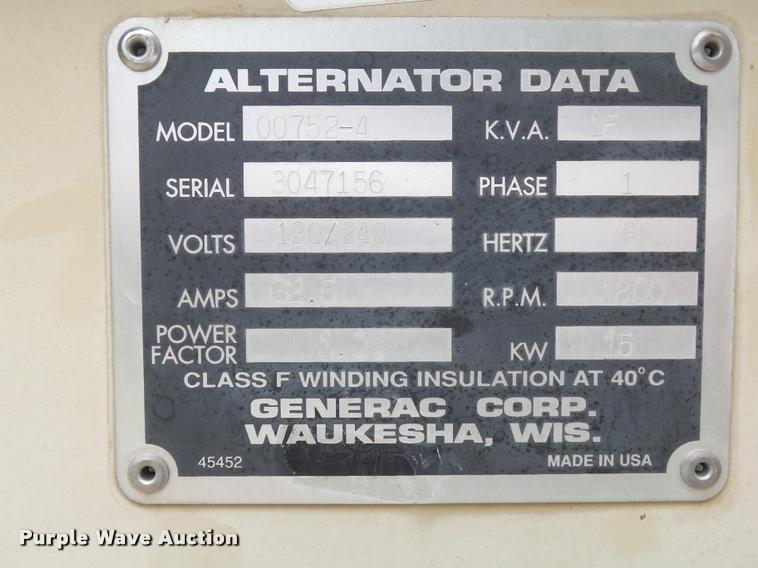 ALTERNATOR DATA
MODEL 00752-4 K.V.A. 15
SERIAL 3047156 PHASE 1
VOLTS 120/240 HERTZ 60
AMPS 62.5 R.P.M. 1800
POWER FACTOR KW 15
CLASS F WINDING INSULATION AT 40°C
GENERAC CORP.
WAUKESHA, WIS.
45452 MADE IN USA
Purple Wave Auction